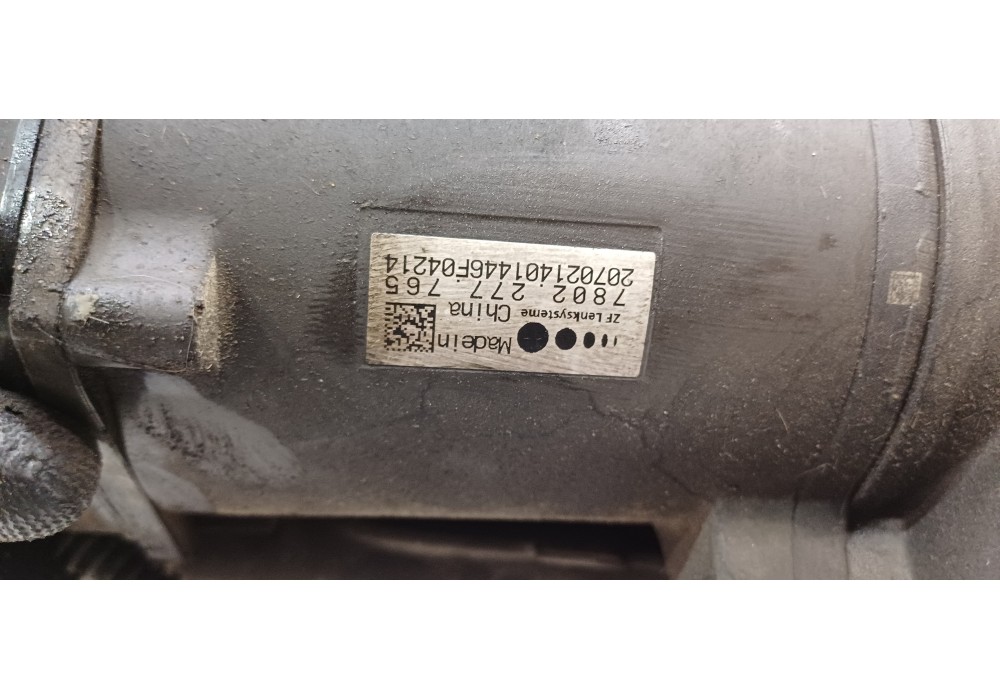 Made in
ZF Lenksysteme China
7802.277.765
207021401446F04214